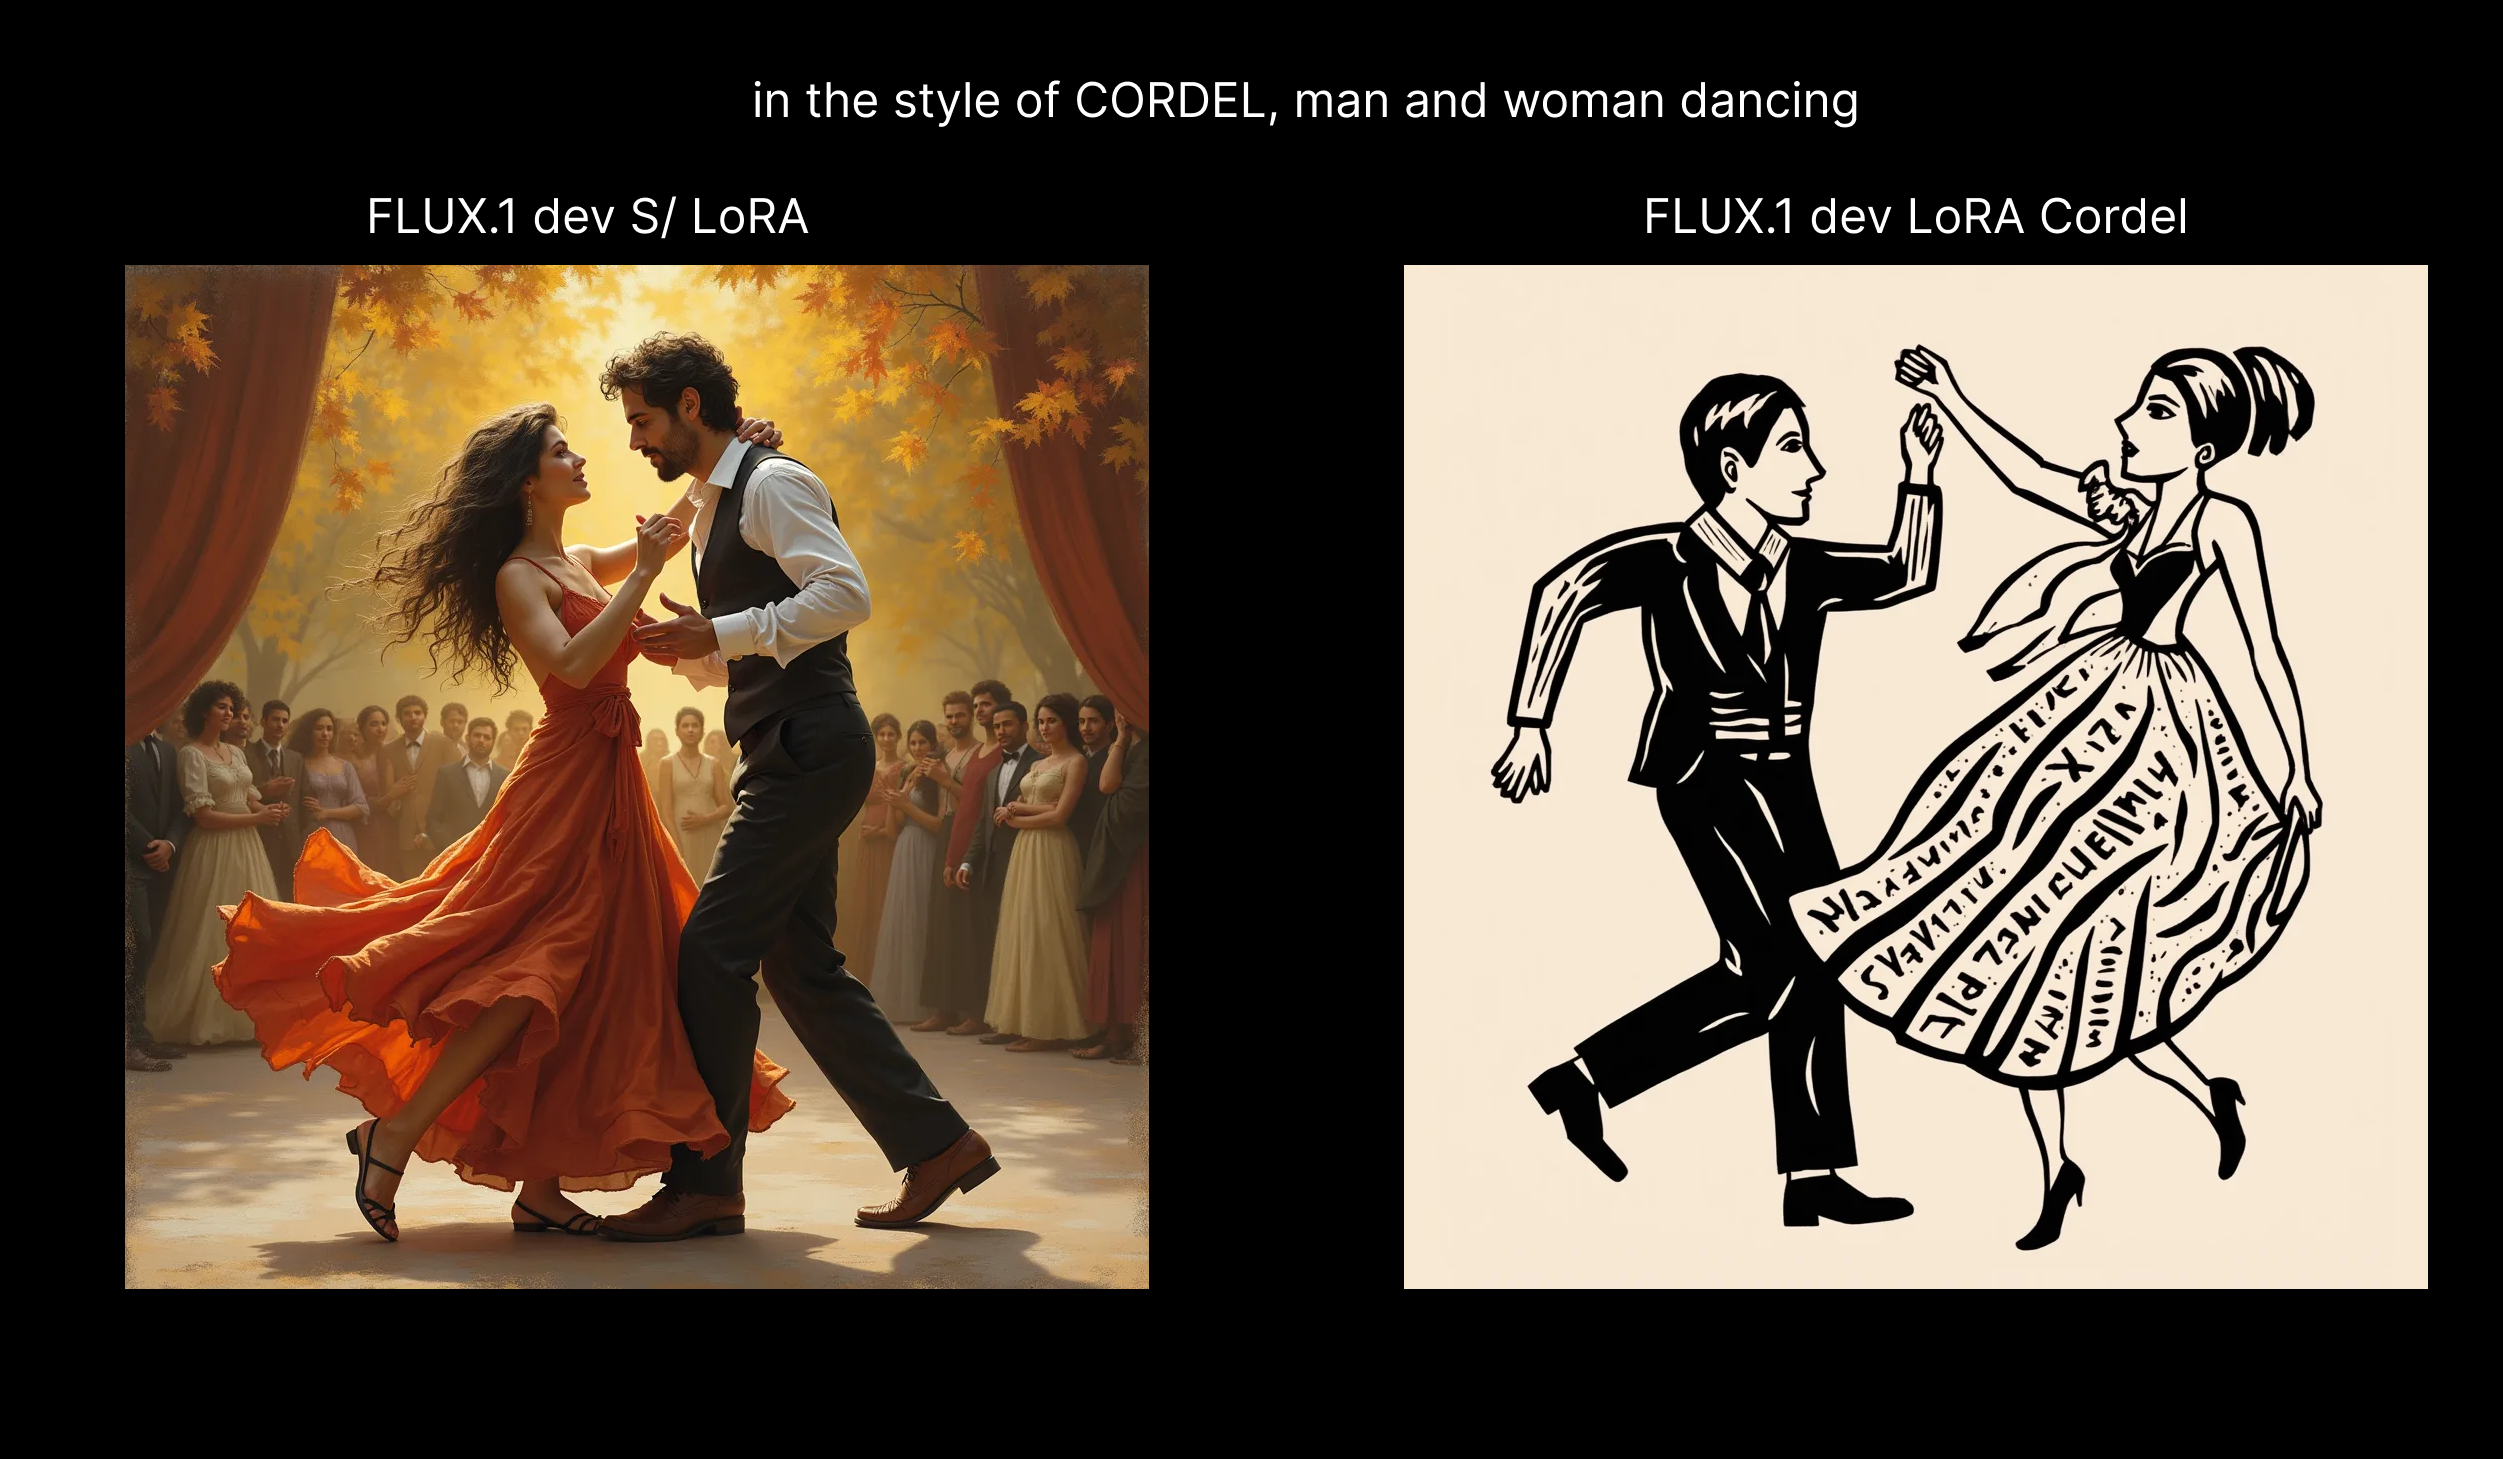 in the style of CORDEL, man and woman dancing
FLUX.1 dev S/ LoRA
FLUX.1 dev LoRA Cordel